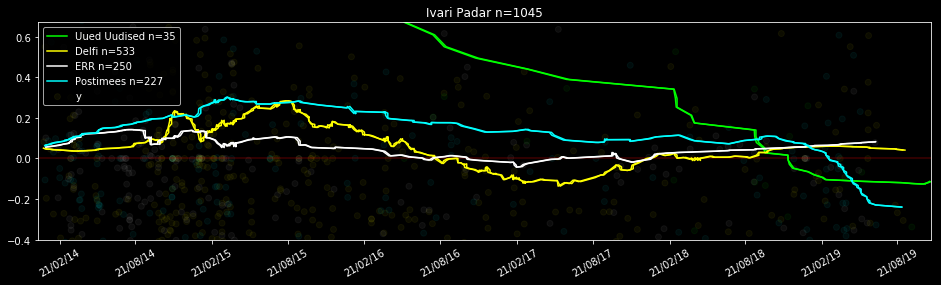 Ivari Padar n=1045
Uued Uudised n=35
Delfi n=533
ERR n=250
Postimees n=227
y
0.6
0.4
0.2
0.0
−0.2
−0.4
21/02/14 21/08/14 21/02/15 21/08/15 21/02/16 21/08/16 21/02/17 21/08/17 21/02/18 21/08/18 21/02/19 21/08/19